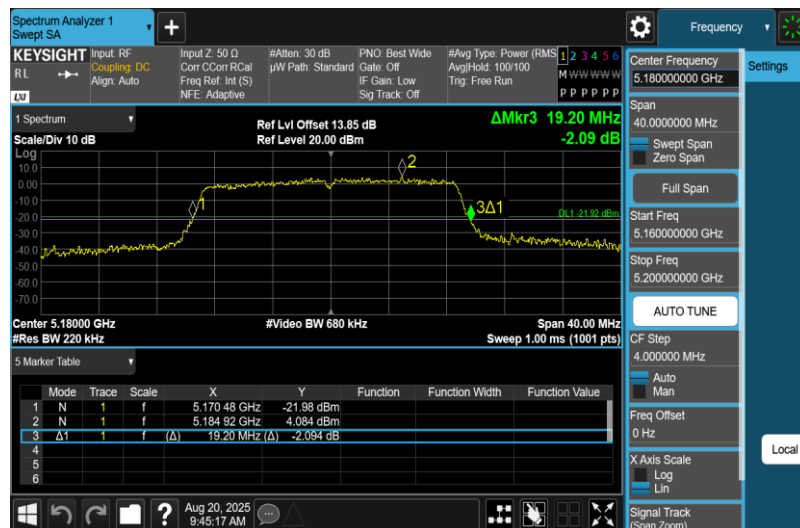 Spectrum Analyzer 1
Swept SA
+
Frequency
KEYSIGHT
RL
LXI
Input: RF
Coupling: DC
Align: Auto
Input Z: 50 Ω
Corr CCorr RCal
Freq Ref: Int (S)
NFE: Adaptive
#Atten: 30 dB
µW Path: Standard
PNO: Best Wide
Gate: Off
IF Gain: Low
Sig Track: Off
#Avg Type: Power (RMS
Avg|Hold: 100/100
Trig: Free Run
1 2 3 4 5 6
M W W W W W
P P P P P P
1 Spectrum
Scale/Div 10 dB
Ref Lvl Offset 13.85 dB
Ref Level 20.00 dBm
ΔMkr3 19.20 MHz
-2.09 dB
Log
10.0
0.00
-10.0
-20.0
-30.0
-40.0
-50.0
-60.0
-70.0
1
2
3Δ1
DL1 -21.92 dBm
Center 5.18000 GHz
#Res BW 220 kHz
#Video BW 680 kHz
Span 40.00 MHz
Sweep 1.00 ms (1001 pts)
5 Marker Table
Mode Trace Scale X Y Function Function Width Function Value
1 N 1 f 5.170 48 GHz -21.98 dBm
2 N 1 f 5.184 92 GHz 4.084 dBm
3 Δ1 1 f (Δ) 19.20 MHz (Δ) -2.094 dB
4
5
6
?
Aug 20, 2025
9:45:17 AM
Center Frequency
5.180000000 GHz
Span
40.0000000 MHz
Swept Span
Zero Span
Full Span
Start Freq
5.160000000 GHz
Stop Freq
5.200000000 GHz
AUTO TUNE
CF Step
4.000000 MHz
Auto
Man
Freq Offset
0 Hz
X Axis Scale
Log
Lin
Signal Track
(Span Zoom)
Settings
Local